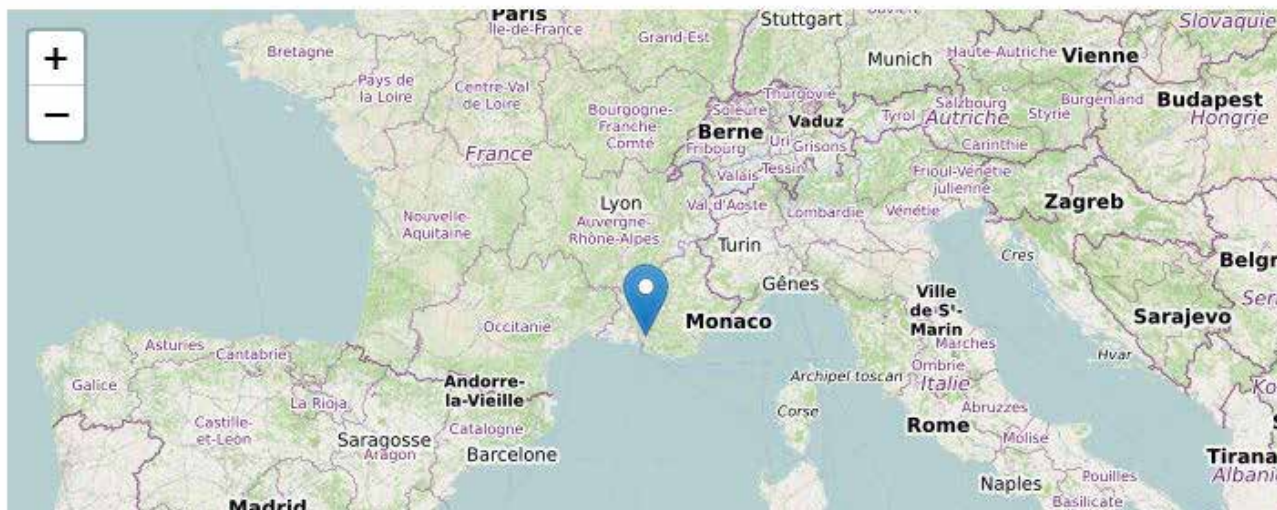 Paris
Île-de-France
Stuttgart
Slovaquie
Bretagne
Grand-Est
Munich
Haute-Autriche
Vienne
+
Pays de
la Loire
Centre-Val
de Loire
Bourgogne-
Franche-
Comté
Thurgovie
Soleure
Berne
Vaduz
Fribourg
Uri
Grisons
Tyrol
Salzbourg
Autriche
Styrie
Burgenland
Budapest
Hongrie
−
France
Valais
Tessin
Carinthie
Frioul-Vénétie
julienne
Zagreb
Nouvelle-
Aquitaine
Lyon
Auvergne-
Rhône-Alpes
Val d'Aoste
Lombardie
Vénétie
Turin
Cres
Belgr
Gênes
Ville
de Sᵗ-
Marin
Marches
Sarajevo
Monaco
Occitanie
Asturies
Cantabrie
Galice
La Rioja
Andorre-
la-Vieille
Archipel toscan
Ombrie
Italie
Hvar
Castille-
et-León
Saragosse
Aragon
Catalogne
Barcelone
Corse
Abruzzes
Rome
Molise
Tirana
Albanie
Madrid
Naples
Pouilles
Basilicate